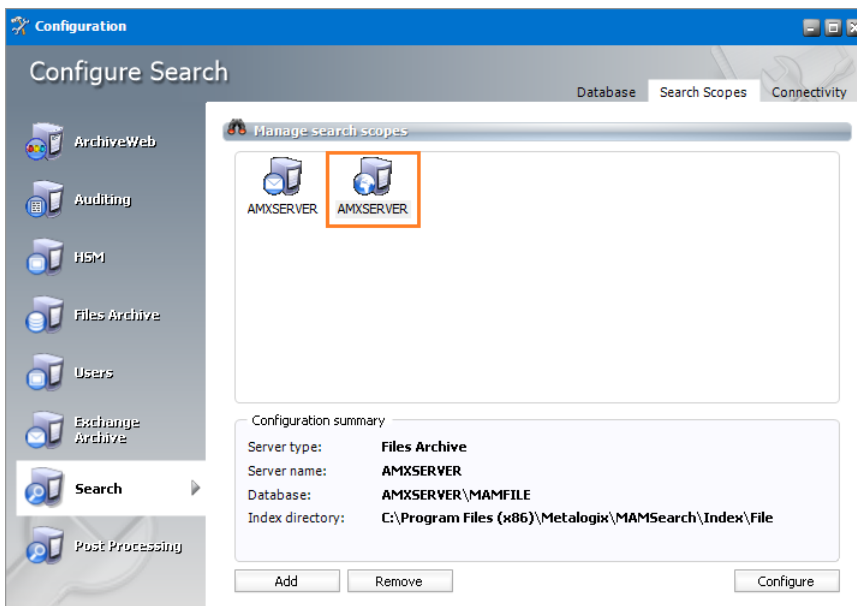 Configuration
Configure Search
Database Search Scopes Connectivity
ArchiveWeb
Auditing
HSM
Files Archive
Users
Exchange
Archive
Search
Post Processing
Manage search scopes
AMXSERVER AMXSERVER
Configuration summary
Server type: Files Archive
Server name: AMXSERVER
Database: AMXSERVER\MAMFILE
Index directory: C:\Program Files (x86)\Metalogix\MAMSearch\Index\File
Add Remove Configure